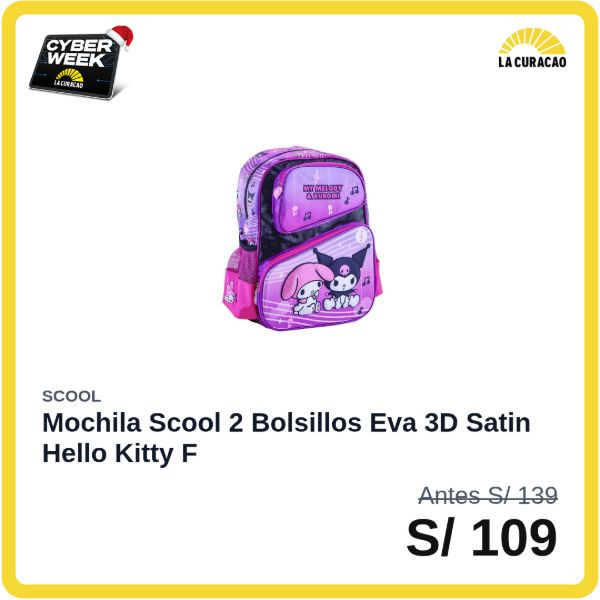 CYBER
WEEK
LA CURACAO
LA CURACAO
MY MELODY
& KUROMI
SCOOL
Mochila Scool 2 Bolsillos Eva 3D Satin
Hello Kitty F
Antes S/ 139
S/ 109